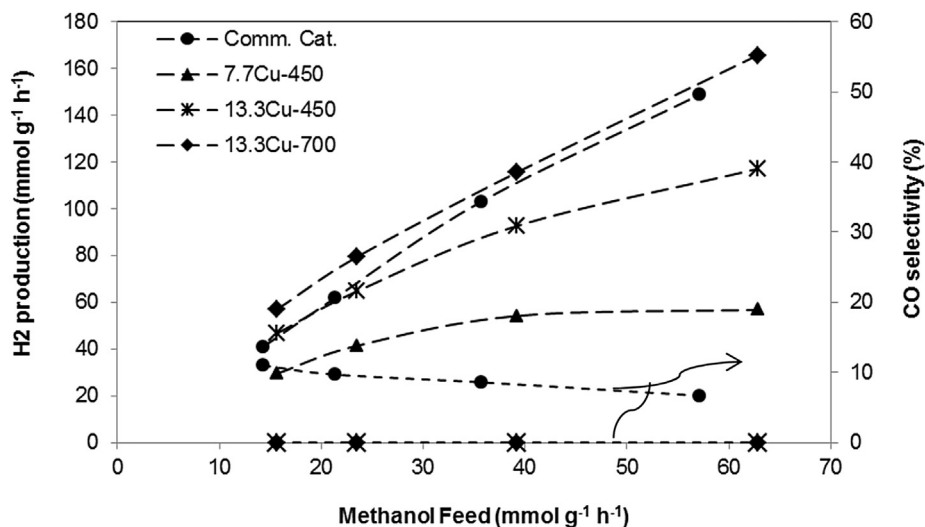 180
160
140
120
100
80
60
40
20
0
H2 production (mmol g⁻¹ h⁻¹)
Comm. Cat.
7.7Cu-450
13.3Cu-450
13.3Cu-700
60
50
40
30
20
10
0
CO selectivity (%)
0 10 20 30 40 50 60 70
Methanol Feed (mmol g⁻¹ h⁻¹)